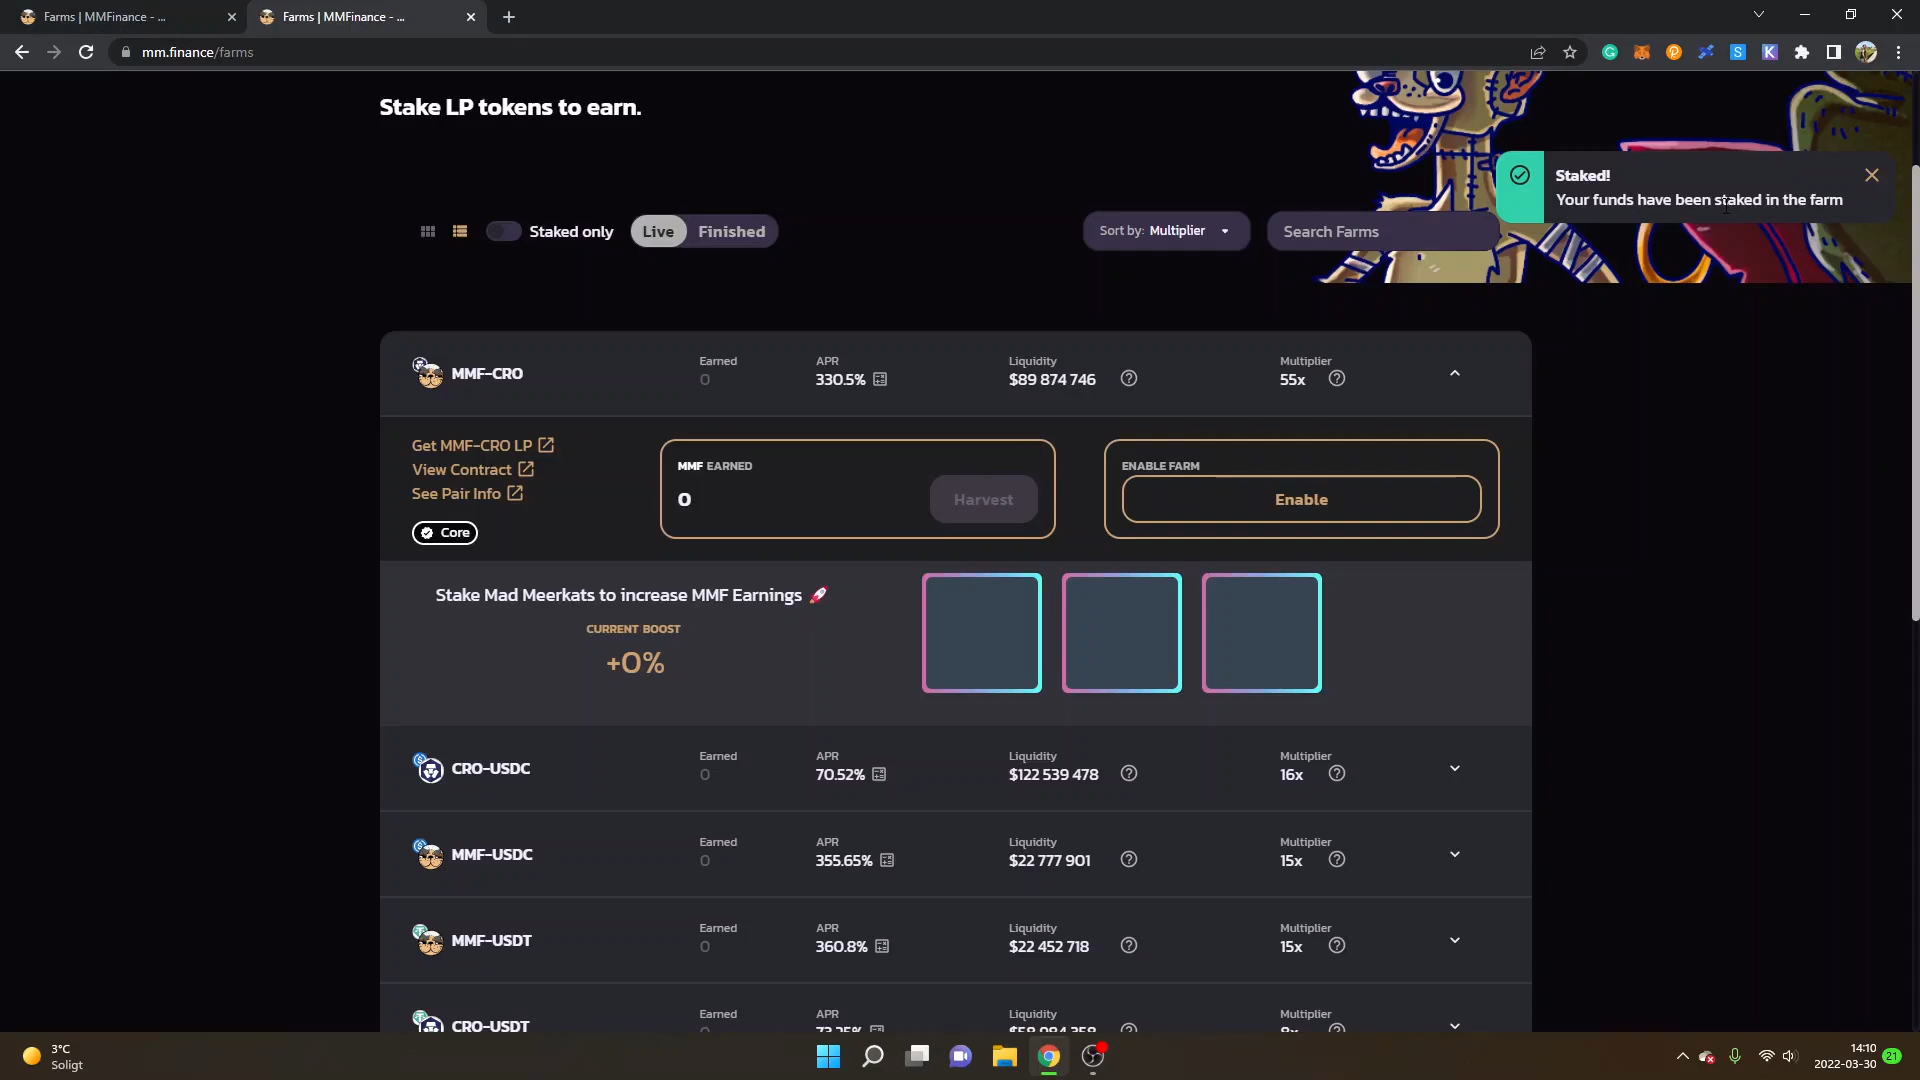 Farms | MMFinance - ...
Farms | MMFinance - ...
mm.finance/farms
Stake LP tokens to earn.
Staked!
Your funds have been staked in the farm
Staked only
Live
Finished
Sort by: Multiplier
Search Farms
MMF-CRO
Earned
0
APR
330.5%
Liquidity
$89 874 746
Multiplier
55x
Get MMF-CRO LP
View Contract
See Pair Info
Core
MMF EARNED
0
Harvest
ENABLE FARM
Enable
Stake Mad Meerkats to increase MMF Earnings 🚀
CURRENT BOOST
+0%
CRO-USDC
Earned
0
APR
70.52%
Liquidity
$122 539 478
Multiplier
16x
MMF-USDC
Earned
0
APR
355.65%
Liquidity
$22 777 901
Multiplier
15x
MMF-USDT
Earned
0
APR
360.8%
Liquidity
$22 452 718
Multiplier
15x
CRO-USDT
Earned
APR
Liquidity
Multiplier
3°C
Soligt
14:10
2022-03-30
21